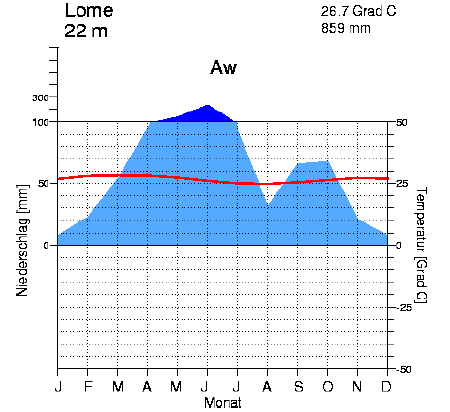 Lome
22 m
26.7 Grad C
859 mm
Aw
300
100
50
0
Niederschlag [mm]
50
25
0
-25
-50
Temperatur [Grad C]
J F M A M J J A S O N D
Monat